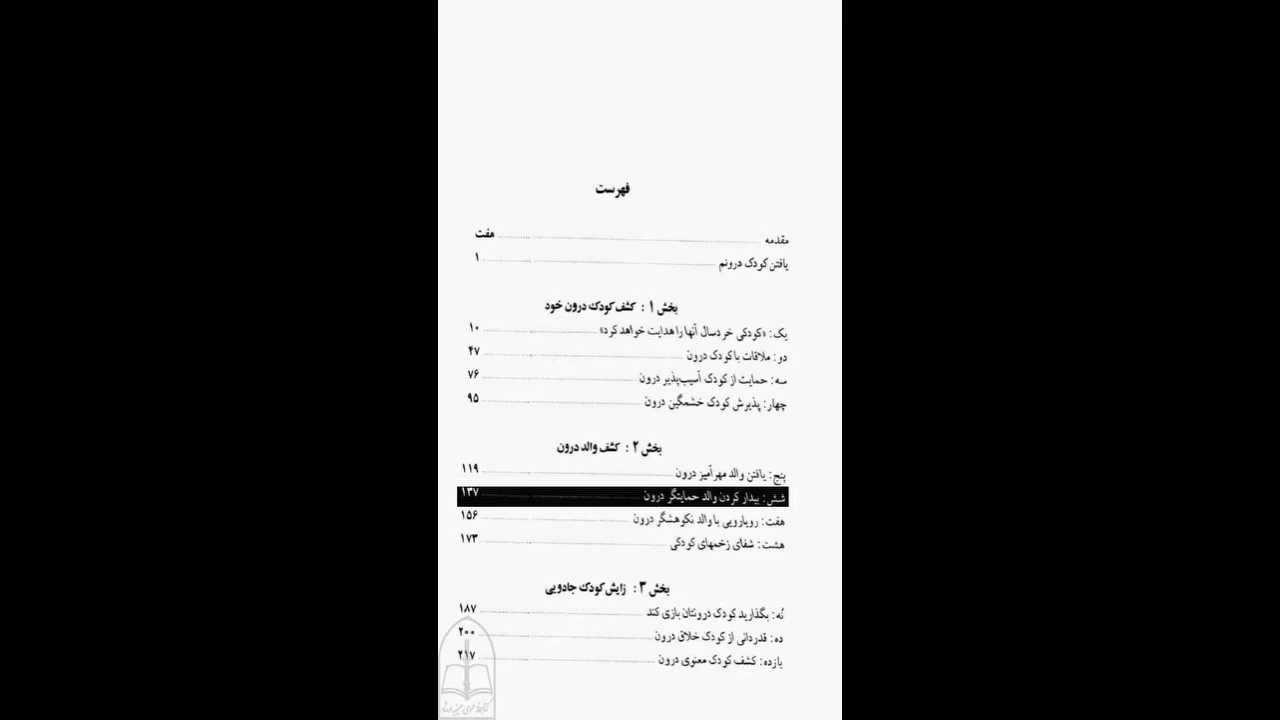 فهرست
مقدمه ........ هفت
یافتن کودک درونم ........ ۱
بخش ۱ : کشف کودک درون خود
یک: «کودکی خردسال آنها را هدایت خواهد کرد» ........ ۱۰
دو: ملاقات با کودک درون ........ ۴۷
سه: حمایت از کودک آسیب‌پذیر درون ........ ۷۶
چهار: پذیرش کودک خشمگین درون ........ ۹۵
بخش ۲ : کشف والد درون
پنج: یافتن والد مهرآمیز درون ........ ۱۱۹
شش: بیدار کردن والد حمایتگر درون ........ ۱۳۷
هفت: رویارویی با والد نکوهشگر درون ........ ۱۵۶
هشت: شفای زخمهای کودکی ........ ۱۷۳
بخش ۳ : زایش کودک جادویی
نُه: بگذارید کودک درونتان بازی کند ........ ۱۸۷
ده: قدردانی از کودک خلاق درون ........ ۲۰۰
یازده: کشف کودک معنوی درون ........ ۲۱۷